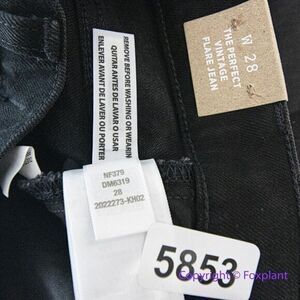 W 28
THE PERFECT
VINTAGE
FLARE JEAN
REMOVE BEFORE WASHING OR WEARING
QUITAR ANTES DE LAVAR O USAR
ENLEVER AVANT DE LAVER OU PORTER
NF379
DM6319
28
2022273-KH02
5853
Copyright © Foxplant